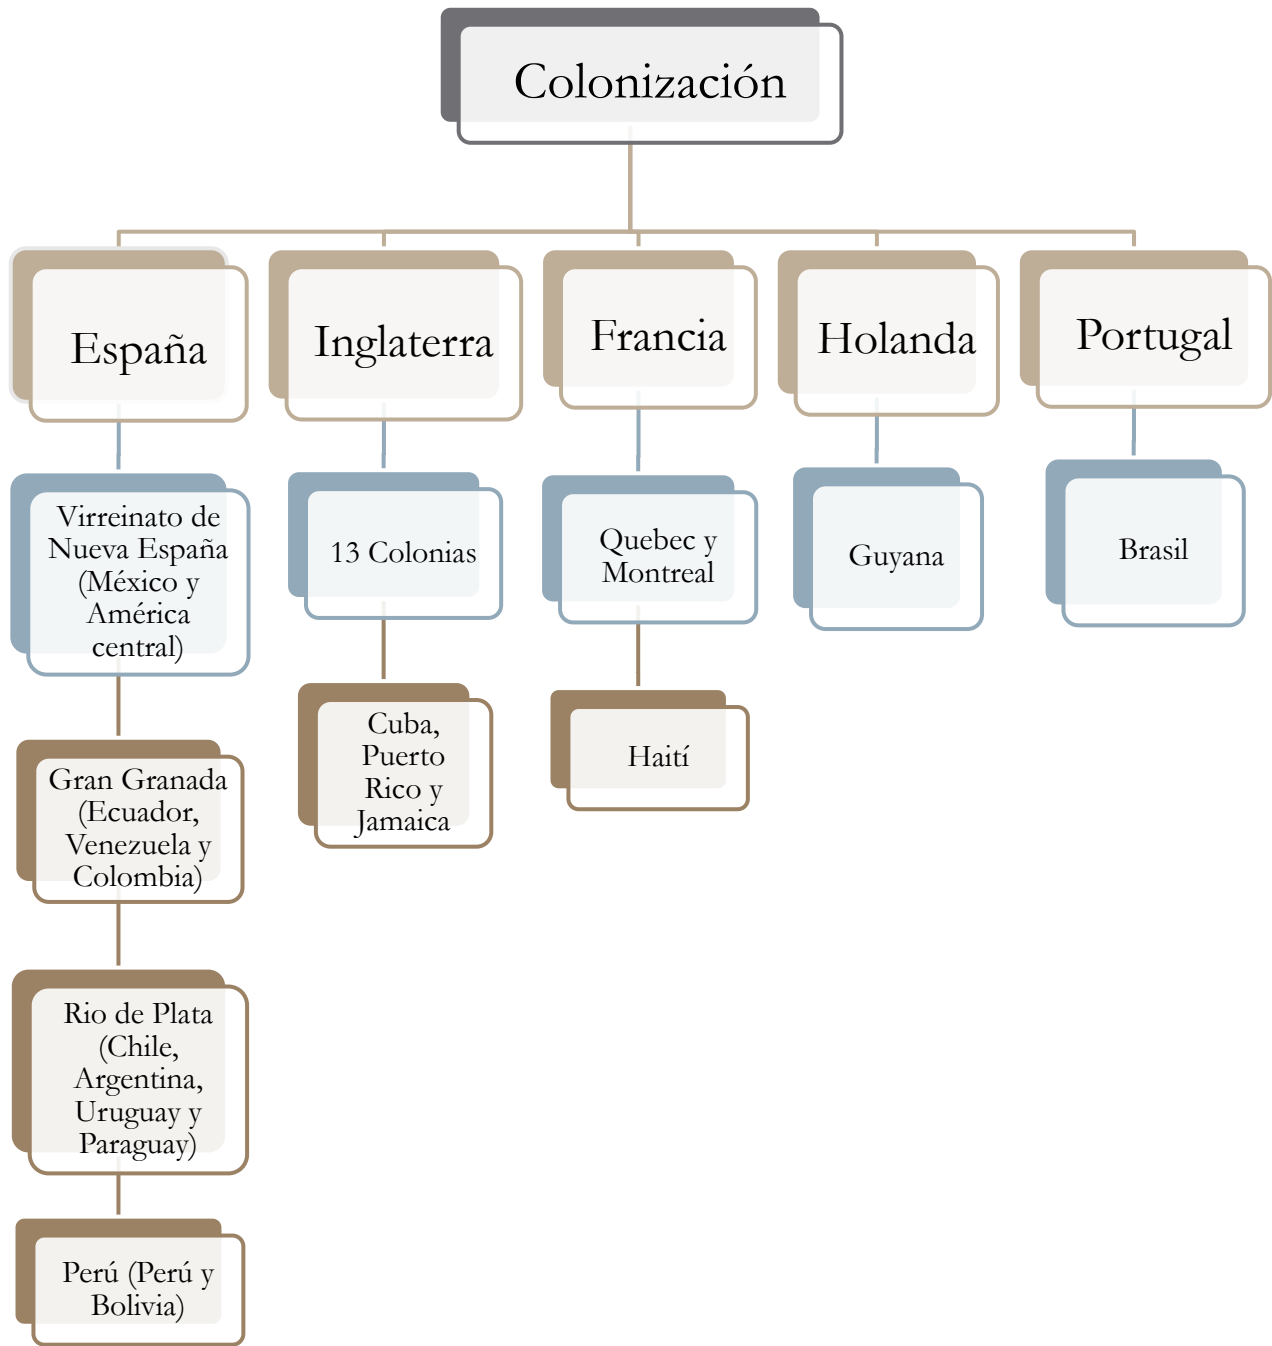 Colonización
España
Inglaterra
Francia
Holanda
Portugal
Virreinato de
Nueva España
(México y
América
central)
13 Colonias
Quebec y
Montreal
Guyana
Brasil
Cuba,
Puerto
Rico y
Jamaica
Haití
Gran Granada
(Ecuador,
Venezuela y
Colombia)
Rio de Plata
(Chile,
Argentina,
Uruguay y
Paraguay)
Perú (Perú y
Bolivia)